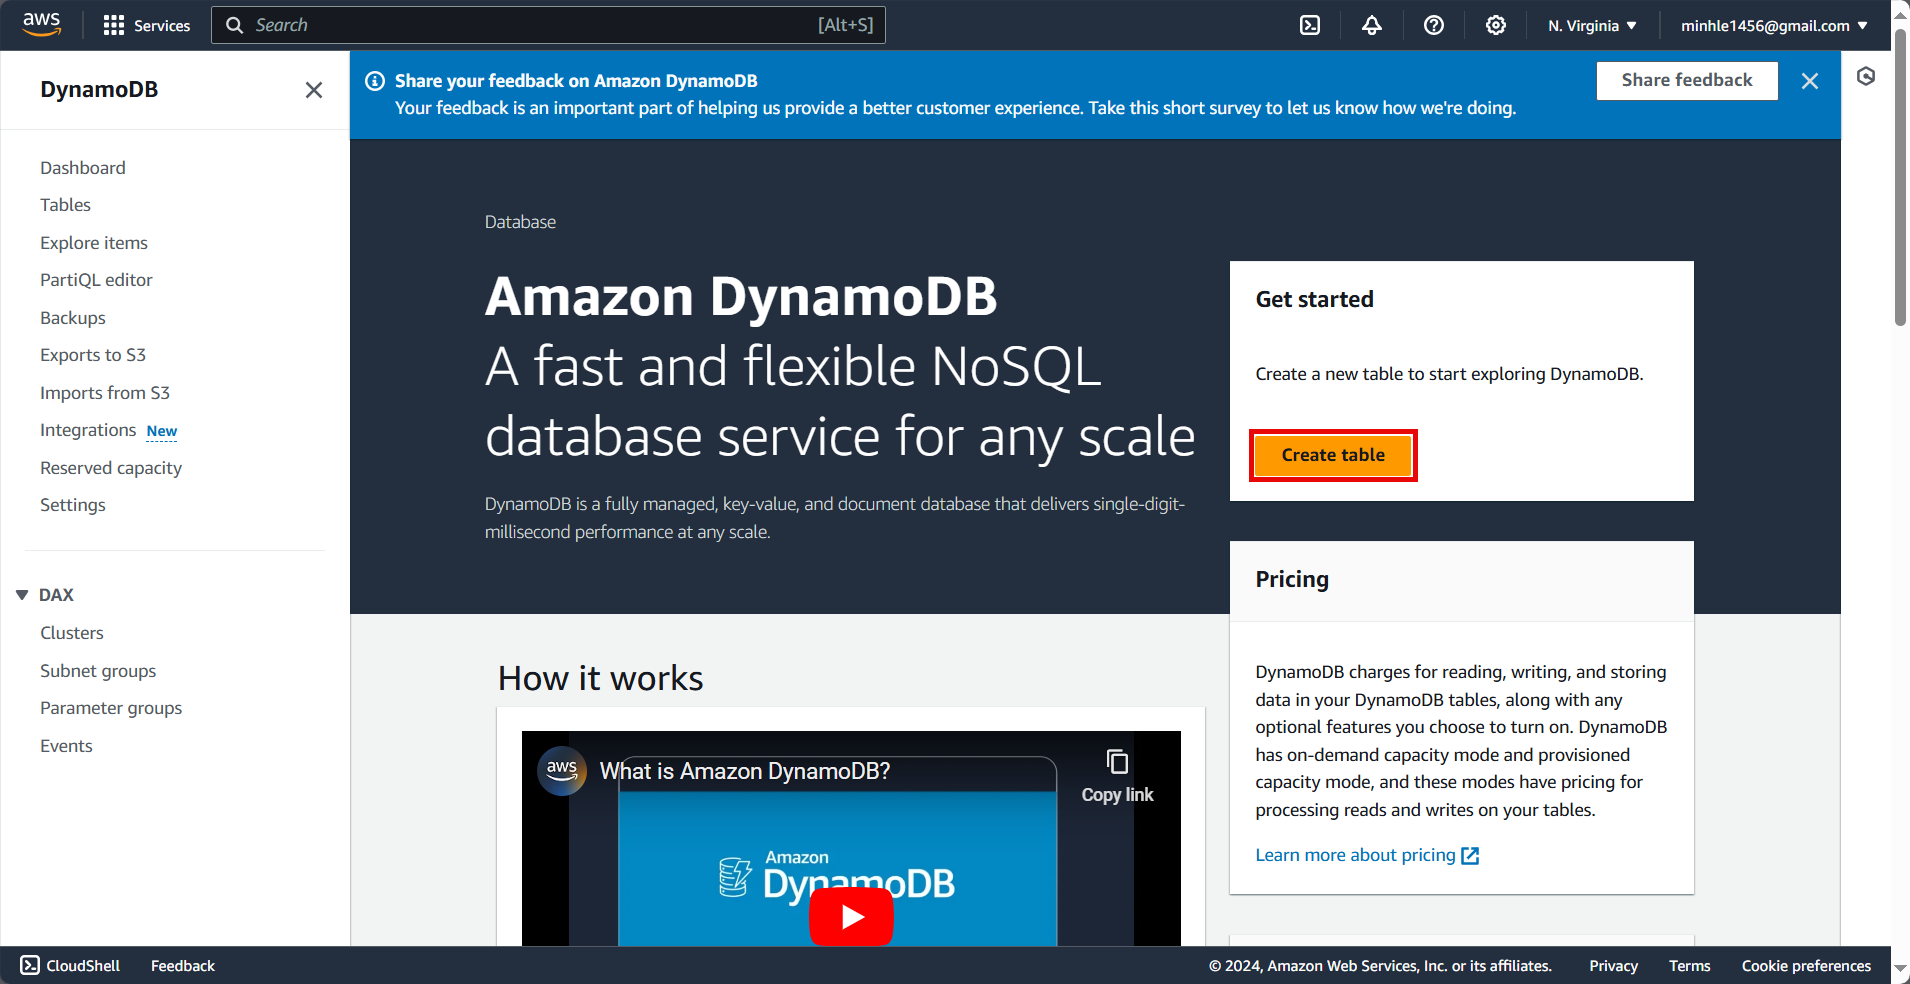 aws
Services
Search
[Alt+S]
N. Virginia
minhle1456@gmail.com
DynamoDB
Dashboard
Tables
Explore items
PartiQL editor
Backups
Exports to S3
Imports from S3
Integrations New
Reserved capacity
Settings
DAX
Clusters
Subnet groups
Parameter groups
Events
Share your feedback on Amazon DynamoDB
Your feedback is an important part of helping us provide a better customer experience. Take this short survey to let us know how we're doing.
Share feedback
Database
Amazon DynamoDB
A fast and flexible NoSQL
database service for any scale
DynamoDB is a fully managed, key-value, and document database that delivers single-digit-
millisecond performance at any scale.
Get started
Create a new table to start exploring DynamoDB.
Create table
Pricing
DynamoDB charges for reading, writing, and storing
data in your DynamoDB tables, along with any
optional features you choose to turn on. DynamoDB
has on-demand capacity mode and provisioned
capacity mode, and these modes have pricing for
processing reads and writes on your tables.
Learn more about pricing
How it works
aws
What is Amazon DynamoDB?
Copy link
Amazon
DynamoDB
CloudShell
Feedback
© 2024, Amazon Web Services, Inc. or its affiliates.
Privacy
Terms
Cookie preferences